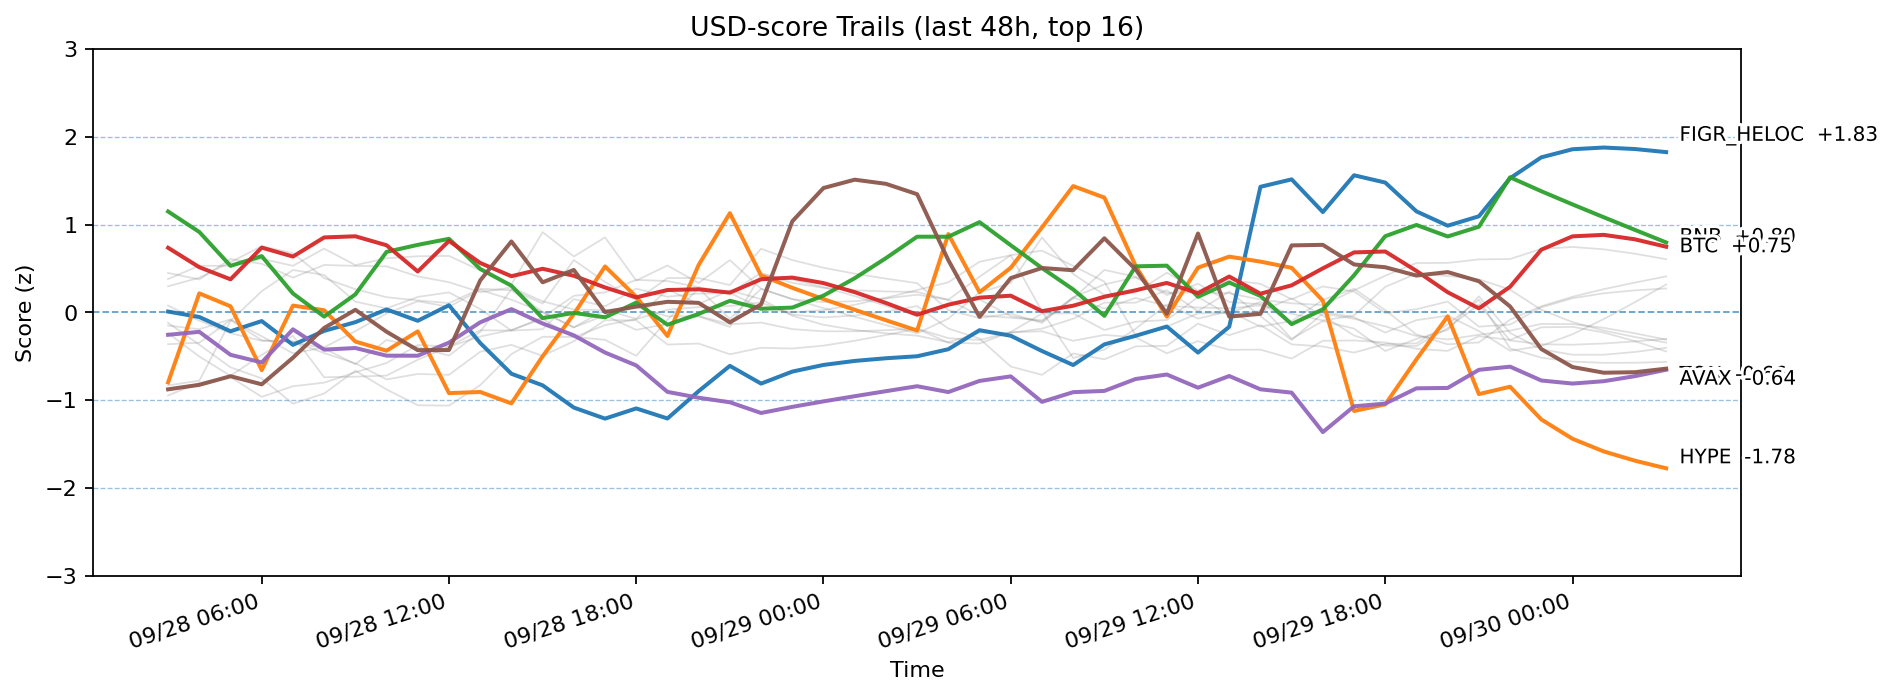 USD-score Trails (last 48h, top 16)
Score (z)
3
2
1
0
−1
−2
−3
FIGR_HELOC +1.83
BNB +0.80
BTC +0.75
AVAX -0.64
HYPE -1.78
09/28 06:00
09/28 12:00
09/28 18:00
09/29 00:00
09/29 06:00
09/29 12:00
09/29 18:00
09/30 00:00
Time